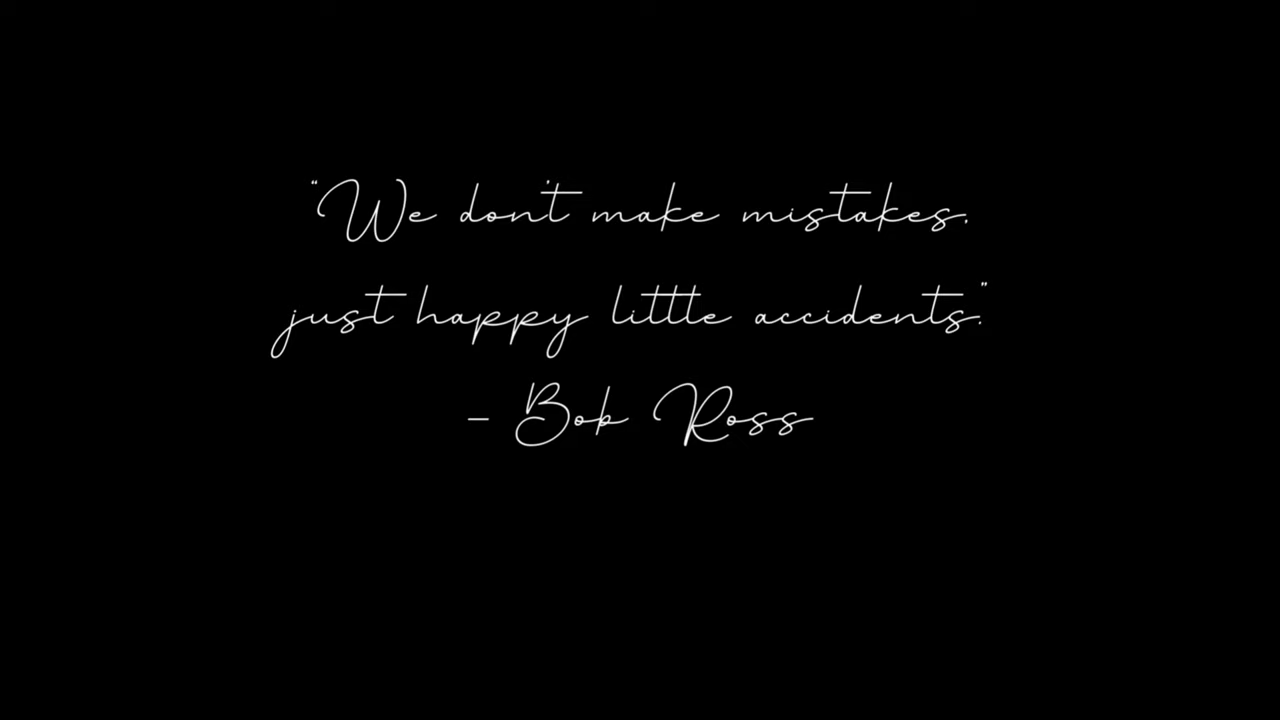 “We don't make mistakes,
just happy little accidents.”
- Bob Ross